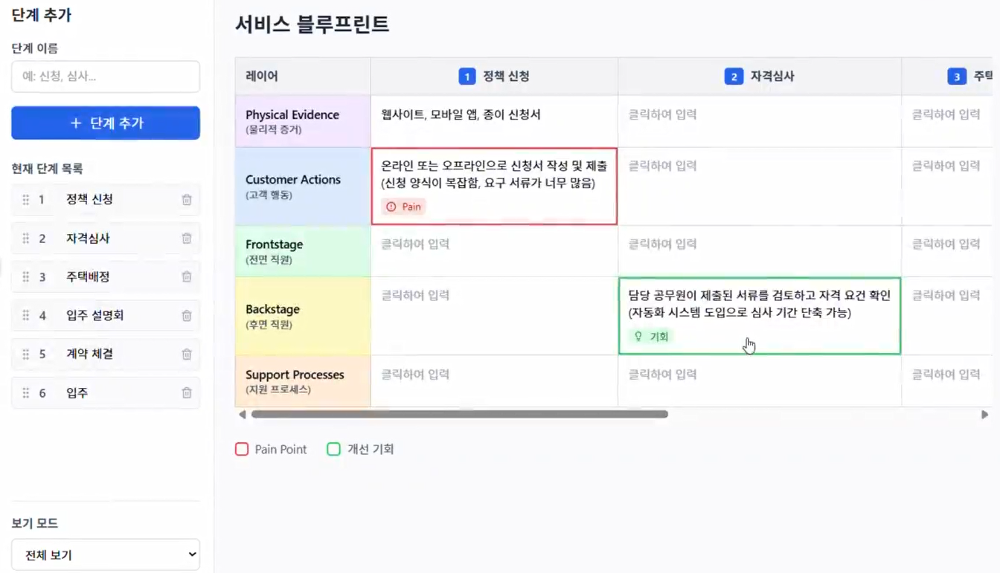 단계 추가
단계 이름
예: 신청, 심사...
+ 단계 추가
현재 단계 목록
1 정책 신청
2 자격심사
3 주택배정
4 입주 설명회
5 계약 체결
6 입주
보기 모드
전체 보기
서비스 블루프린트
레이어
1 정책 신청
2 자격심사
3 주택
Physical Evidence
(물리적 증거)
웹사이트, 모바일 앱, 종이 신청서
클릭하여 입력
클릭하여 입력
Customer Actions
(고객 행동)
온라인 또는 오프라인으로 신청서 작성 및 제출
(신청 양식이 복잡함, 요구 서류가 너무 많음)
Pain
클릭하여 입력
클릭하여 입력
Frontstage
(전면 직원)
클릭하여 입력
클릭하여 입력
클릭하여 입력
Backstage
(후면 직원)
클릭하여 입력
담당 공무원이 제출된 서류를 검토하고 자격 요건 확인
(자동화 시스템 도입으로 심사 기간 단축 가능)
기회
클릭하여 입력
Support Processes
(지원 프로세스)
클릭하여 입력
클릭하여 입력
클릭하여 입력
Pain Point
개선 기회